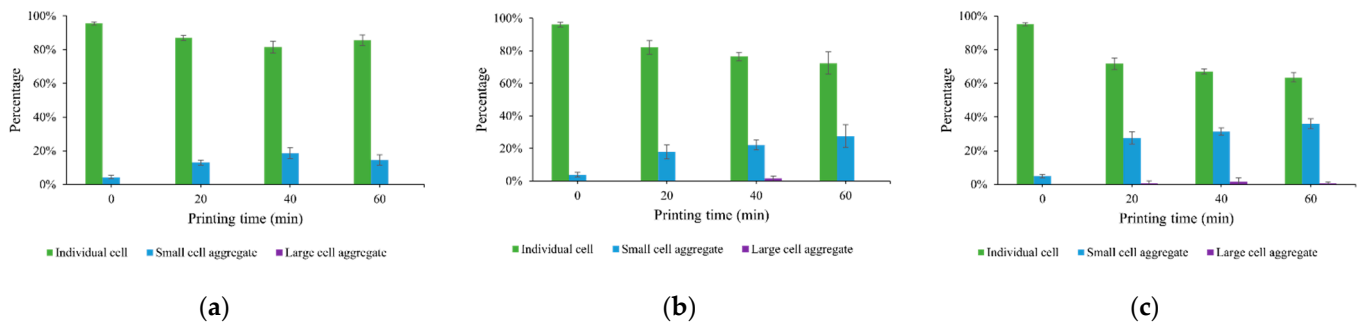 100%
80%
60%
40%
20%
0%
Percentage
0 20 40 60
Printing time (min)
Individual cell Small cell aggregate Large cell aggregate
(a)
100%
80%
60%
40%
20%
0%
Percentage
0 20 40 60
Printing time (min)
Individual cell Small cell aggregate Large cell aggregate
(b)
100%
80%
60%
40%
20%
0%
Percentage
0 20 40 60
Printing time (min)
Individual cell Small cell aggregate Large cell aggregate
(c)